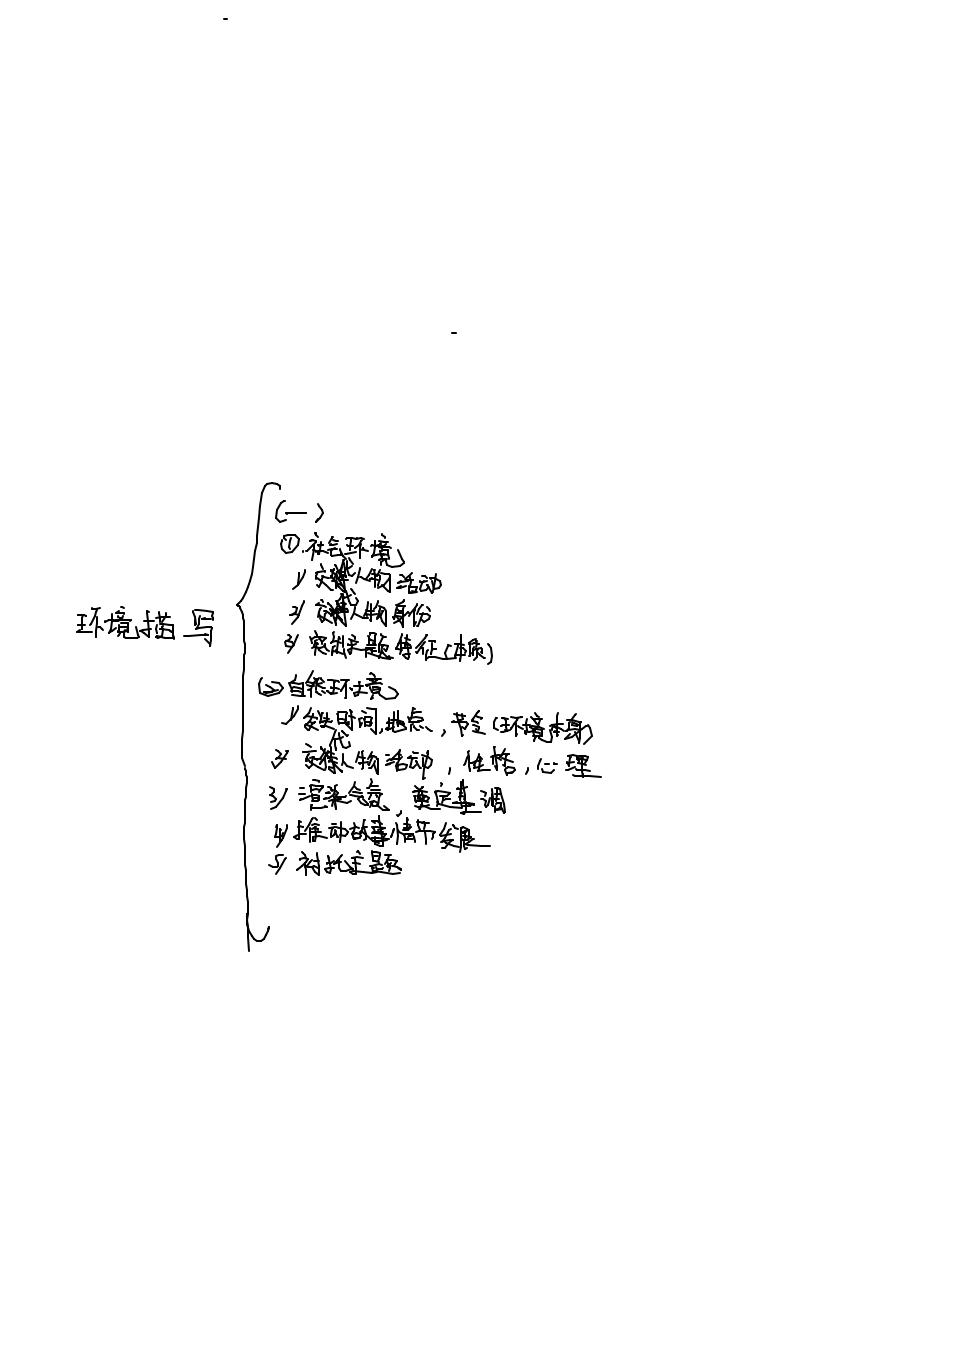 环境描写
(一)
①.社会环境
1/ 交代人物活动
2/ 交代人物身份
3/ 突出主题特征(本质)
(二)自然环境
1/ 时间,地点、,节令(环境本身)
2/ 交代人物活动,性格,心理
3/ 渲染气氛,奠定基调
4/ 推动故事情节发展
5/ 衬托主题